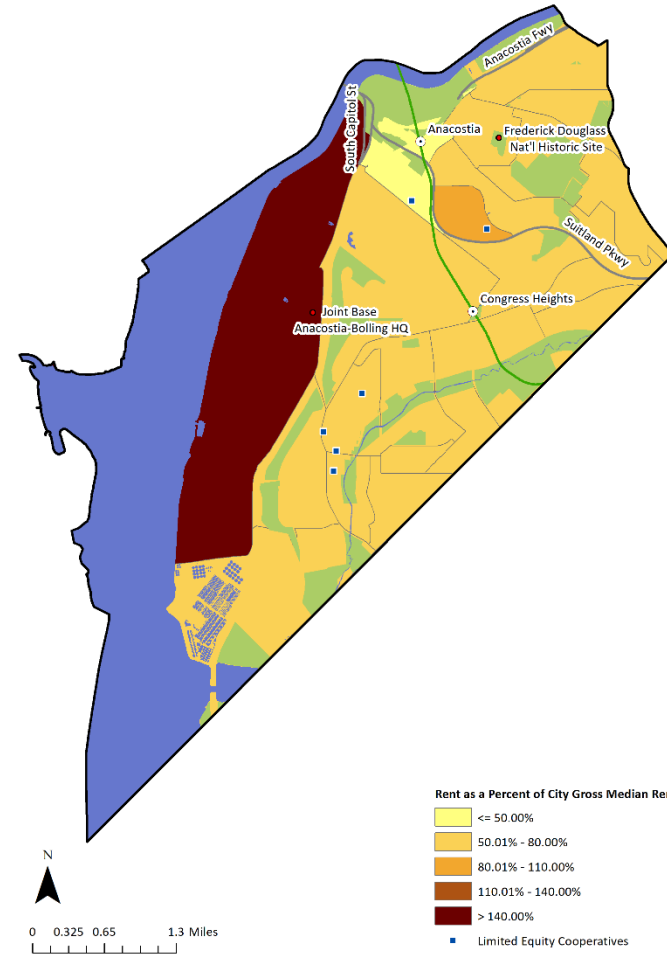 Anacostia Fwy
South Capitol St
Anacostia
Frederick Douglass
Nat'l Historic Site
Suitland Pkwy
Congress Heights
Joint Base
Anacostia-Bolling HQ
Rent as a Percent of City Gross Median Re
<= 50.00%
50.01% - 80.00%
80.01% - 110.00%
110.01% - 140.00%
> 140.00%
Limited Equity Cooperatives
N
0 0.325 0.65 1.3 Miles